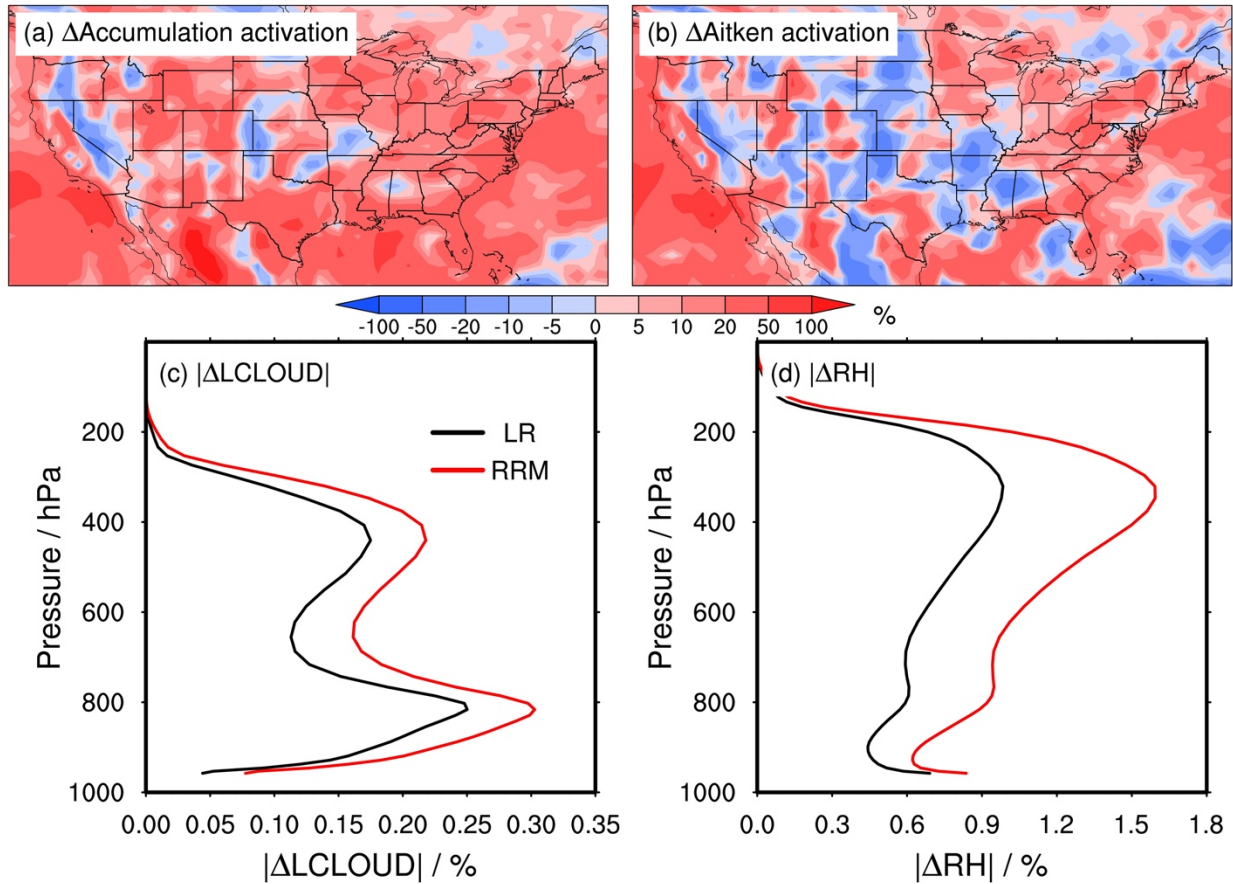 (a) ΔAccumulation activation
(b) ΔAitken activation
-100 -50 -20 -10 -5 0 5 10 20 50 100 %
(c) |ΔLCLOUD|
LR
RRM
Pressure / hPa
200
400
600
800
1000
0.00 0.05 0.10 0.15 0.20 0.25 0.30 0.35
|ΔLCLOUD| / %
(d) |ΔRH|
Pressure / hPa
200
400
600
800
1000
0.0 0.3 0.6 0.9 1.2 1.5 1.8
|ΔRH| / %